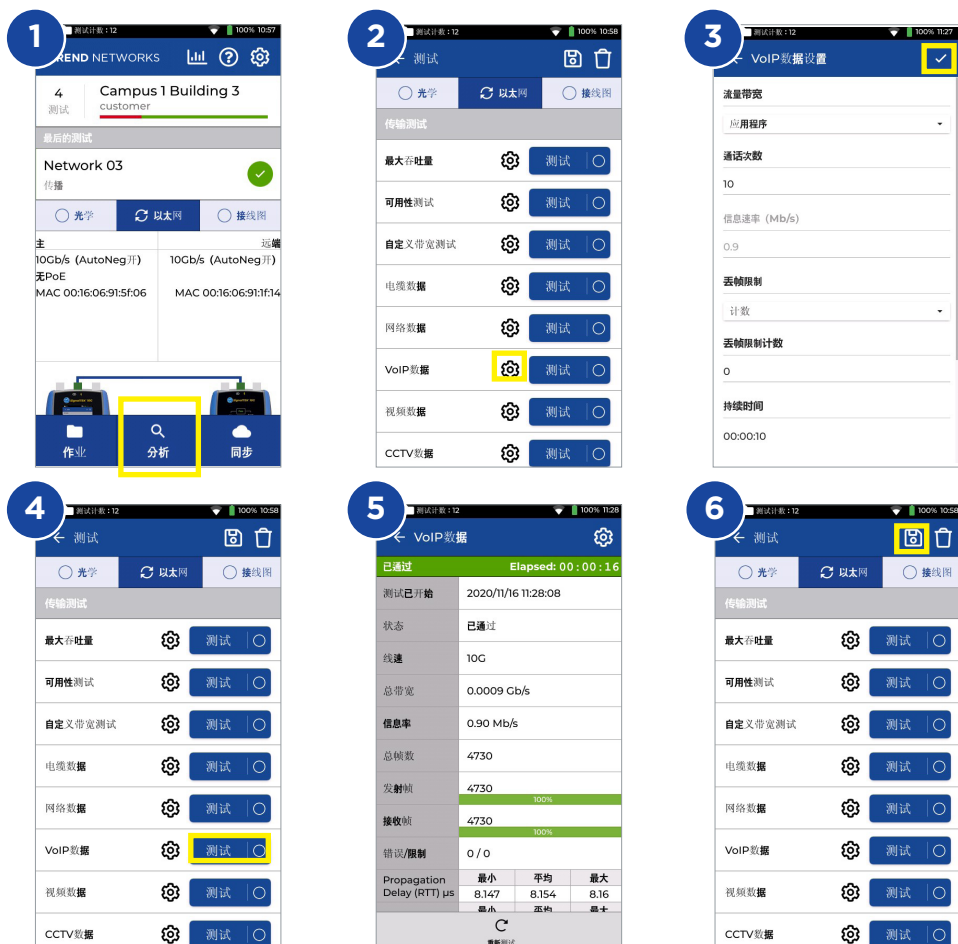 1
测试计数：12
100% 10:57
REND NETWORKS
4
测试
Campus 1 Building 3
customer
最后的测试
Network 03
传播
光学
以太网
接线图
主
远端
10Gb/s (AutoNeg开)
10Gb/s (AutoNeg开)
无PoE
MAC 00:16:06:91:5f:06
MAC 00:16:06:91:1f:14
作业
分析
同步
2
测试计数：12
100% 10:58
测试
光学
以太网
接线图
传输测试
最大吞吐量
测试
可用性测试
测试
自定义带宽测试
测试
电缆数据
测试
网络数据
测试
VoIP数据
测试
视频数据
测试
CCTV数据
测试
3
测试计数：12
100% 11:27
VoIP数据设置
流量带宽
应用程序
通话次数
10
信息速率（Mb/s）
0.9
丢帧限制
计数
丢帧限制计数
0
持续时间
00:00:10
4
测试计数：12
100% 10:58
测试
光学
以太网
接线图
传输测试
最大吞吐量
测试
可用性测试
测试
自定义带宽测试
测试
电缆数据
测试
网络数据
测试
VoIP数据
测试
视频数据
测试
CCTV数据
测试
5
测试计数：12
100% 11:28
VoIP数据
已通过
Elapsed: 00:00:16
测试已开始
2020/11/16 11:28:08
状态
已通过
线速
10G
总带宽
0.0009 Gb/s
信息率
0.90 Mb/s
总帧数
4730
发射帧
4730
100%
接收帧
4730
100%
错误/限制
0 / 0
Propagation
Delay (RTT) µs
最小
平均
最大
8.147
8.154
8.16
最小
平均
最大
重新测试
6
测试计数：12
100% 10:58
测试
光学
以太网
接线图
传输测试
最大吞吐量
测试
可用性测试
测试
自定义带宽测试
测试
电缆数据
测试
网络数据
测试
VoIP数据
测试
视频数据
测试
CCTV数据
测试